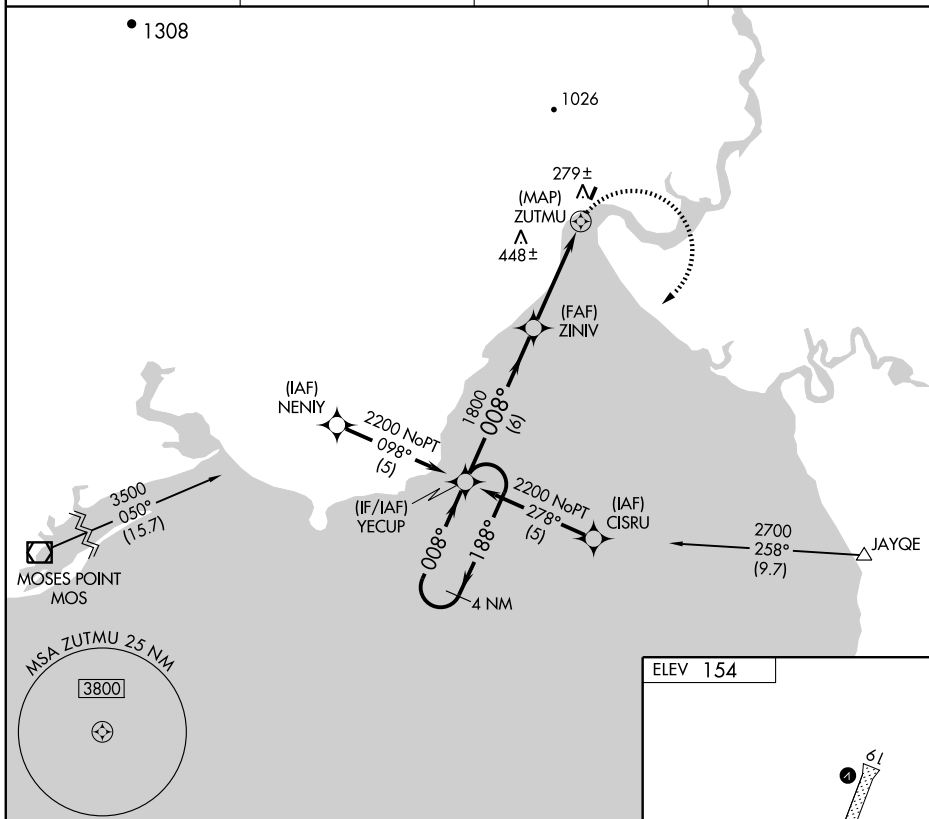 1308
1026
279±
(MAP)
ZUTMU
448±
(FAF)
ZINIV
(IAF)
NENIY
2200 NoPT
098°
(5)
1800
008°
(6)
(IF/IAF)
YECUP
2200 NoPT
278°
(5)
(IAF)
CISRU
3500
050°
(15.7)
MOSES POINT
MOS
008°
188°
4 NM
2700
258°
(9.7)
JAYQE
MSA ZUTMU 25 NM
3800
ELEV 154
19
V